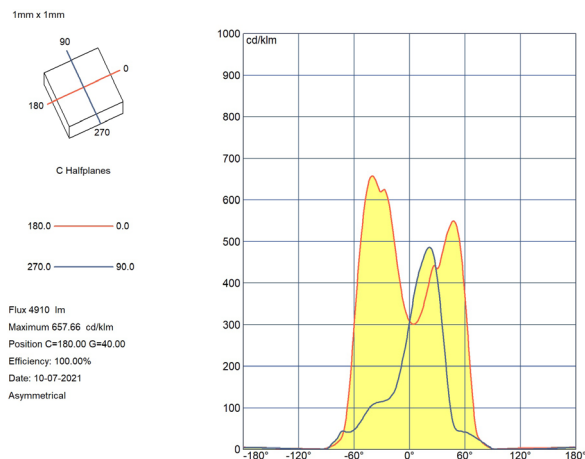 1mm x 1mm
90
0
180
270
C Halfplanes
180.0 0.0
270.0 90.0
Flux 4910 lm
Maximum 657.66 cd/klm
Position C=180.00 G=40.00
Efficiency: 100.00%
Date: 10-07-2021
Asymmetrical
cd/klm
1000
900
800
700
600
500
400
300
200
100
0
-180° -120° -60° 0° 60° 120° 180°